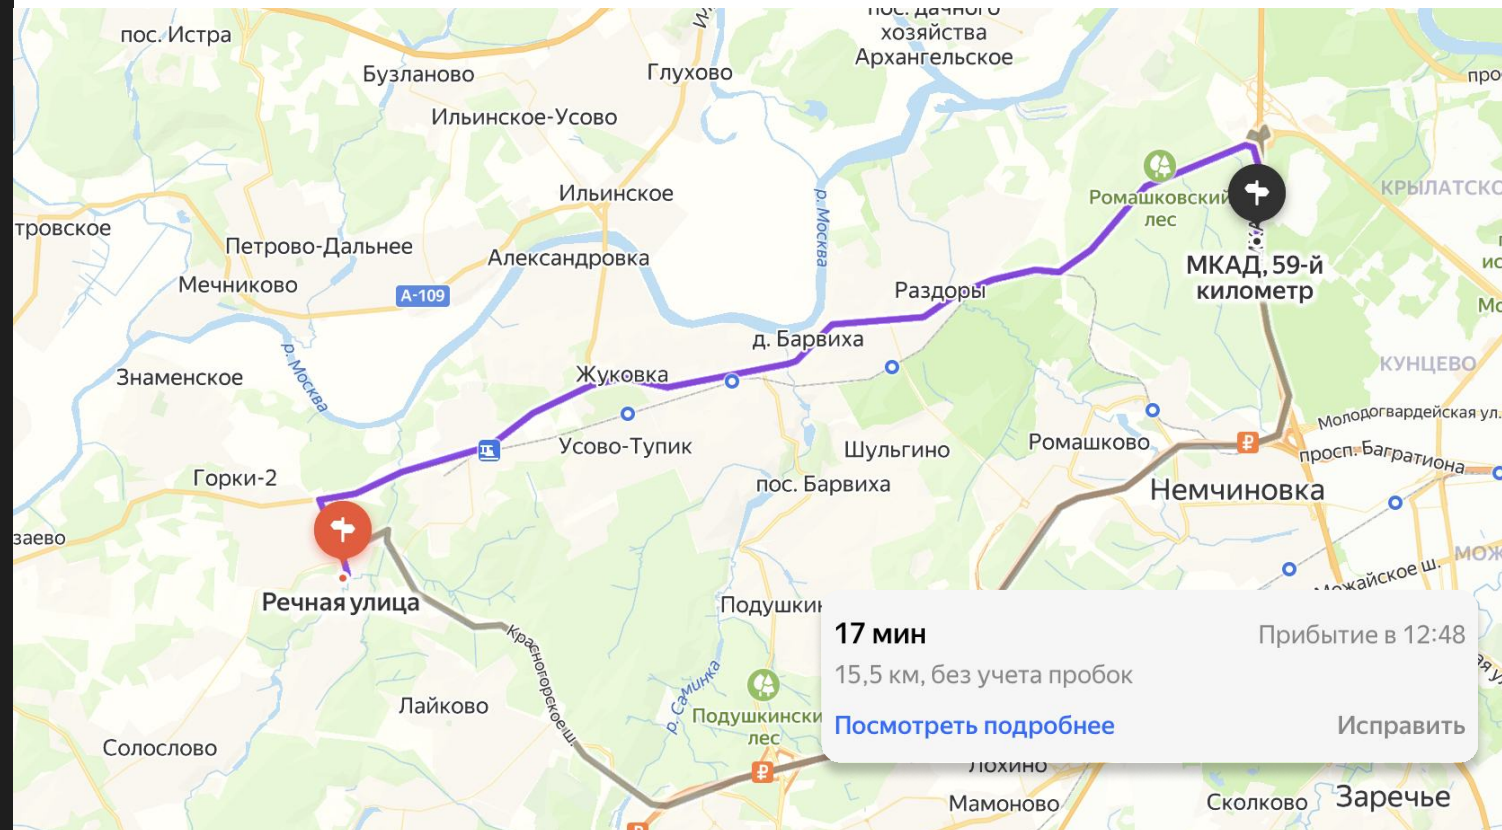 пос. дачного
хозяйства
Архангельское
пос. Истра
Бузланово
Глухово
Ильинское-Усово
Ильинское
р. Москва
Ромашковский
лес
КРЫЛАТСКО
тровское
Петрово-Дальнее
Мечниково
А-109
Александровка
Раздоры
МКАД, 59-й
километр
д. Барвиха
р. Москва
Знаменское
Жуковка
КУНЦЕВО
Молодогвардейская ул.
Усово-Тупик
Шульгино
Ромашково
₽
просп. Багратиона
Горки-2
пос. Барвиха
Немчиновка
заево
МОЖ
Можайское ш.
Речная улица
Подушкин
Красногорское ш.
р. Саминка
Лайково
Подушкински
лес
Солослово
₽
₽
17 мин
Прибытие в 12:48
15,5 км, без учета пробок
Посмотреть подробнее
Исправить
Лохино
Мамоново
Сколково
Заречье